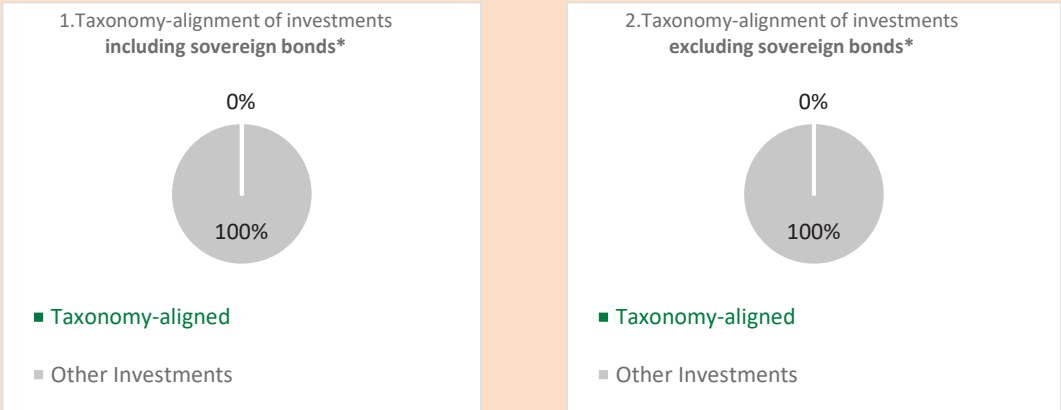 1.Taxonomy-alignment of investments
including sovereign bonds*
0%
100%
Taxonomy-aligned
Other Investments
2.Taxonomy-alignment of investments
excluding sovereign bonds*
0%
100%
Taxonomy-aligned
Other Investments